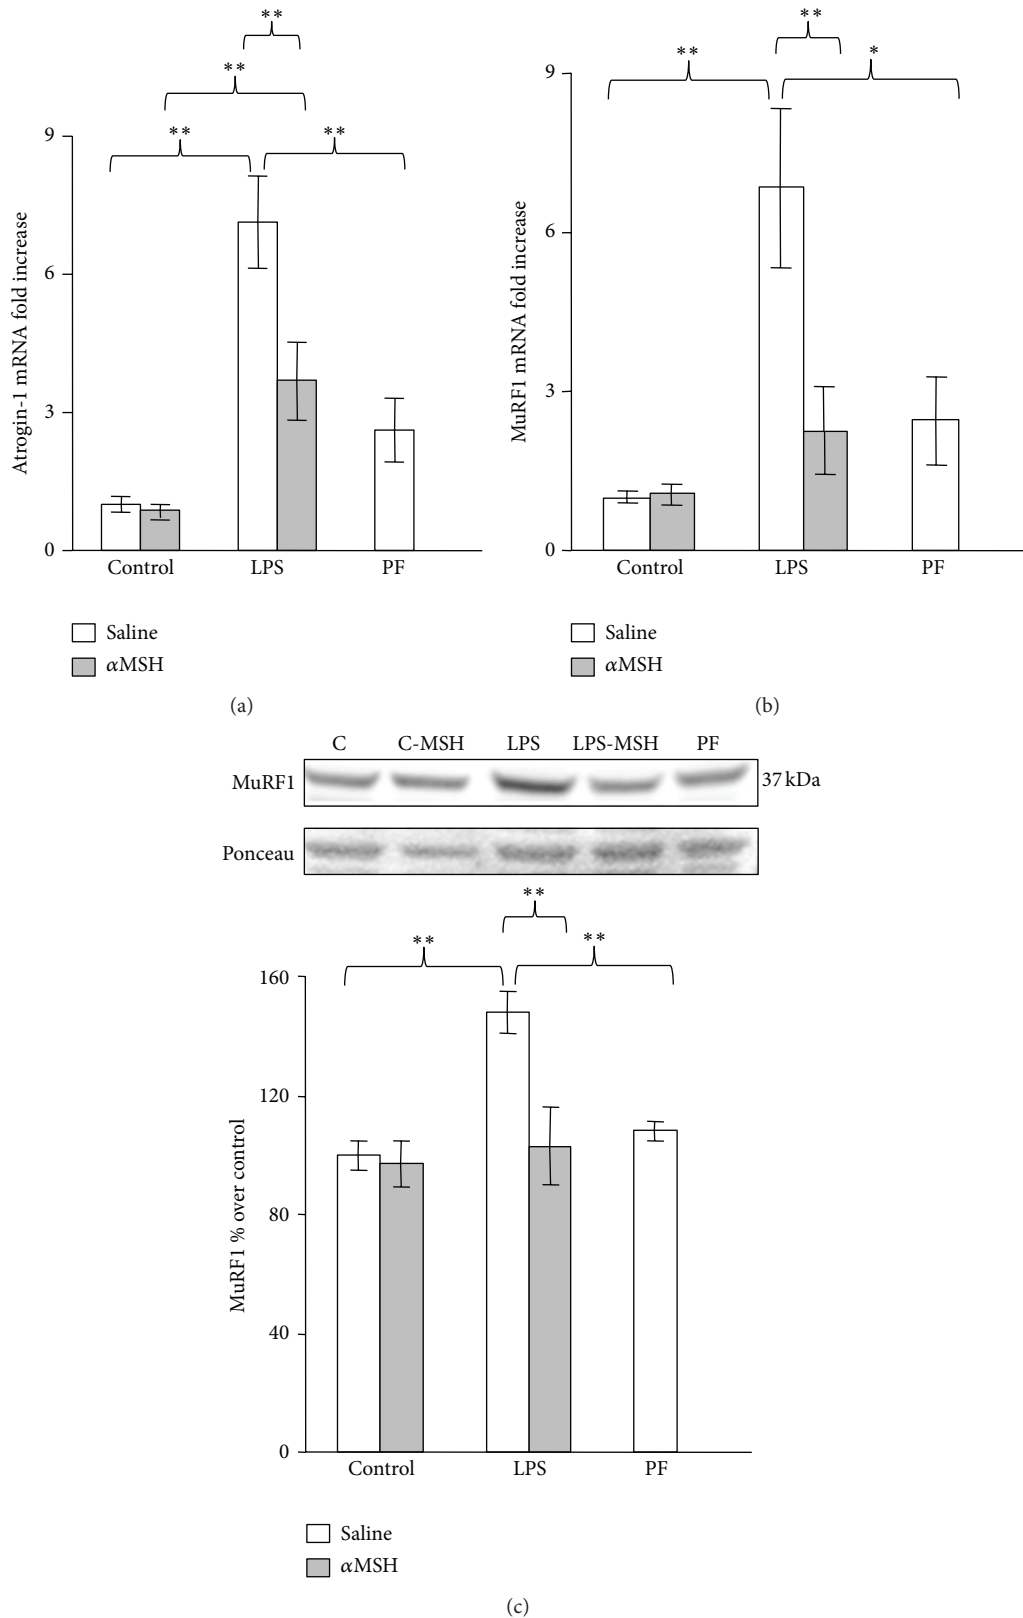 **
**
**
**
9
6
3
0
Atrogin-1 mRNA fold increase
Control
LPS
PF
Saline
αMSH
(a)
**
**
*
9
6
3
0
MuRF1 mRNA fold increase
Control
LPS
PF
Saline
αMSH
(b)
C C-MSH LPS LPS-MSH PF
MuRF1
37 kDa
Ponceau
**
**
**
160
120
80
40
0
MuRF1 % over control
Control
LPS
PF
Saline
αMSH
(c)